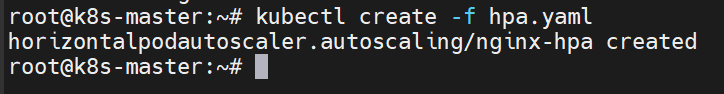 root@k8s-master:~# kubectl create -f hpa.yaml
horizontalpodautoscaler.autoscaling/nginx-hpa created
root@k8s-master:~#